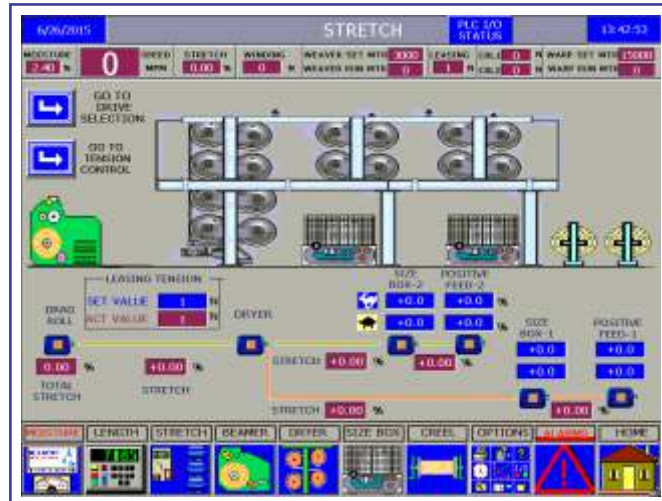 6/26/2015 STRETCH PLC I/O STATUS 13:42:53
MOISTURE SPEED STRETCH WINDING WEAVER SET MTR 3000 LEASING COL1 0 N WARP SET MTR 15000
2.40 % 0 MPM 0.00 % 0 N WEAVER RUN MTR 0 1 N COL2 0 N WARP RUN MTR 0
GO TO
DRIVE
SELECTION
GO TO
TENSION
CONTROL
LEASING TENSION
SET VALUE 1 N
ACT VALUE 1 N
DRAG
ROLL
DRYER
SIZE
BOX-2
POSITIVE
FEED-2
+0.0 +0.0 %
+0.0 +0.0
SIZE
BOX-1
POSITIVE
FEED-1
+0.0 +0.0
+0.0 +0.0
0.00 % +0.00 % STRETCH +0.00 % +0.00 %
TOTAL
STRETCH
STRETCH
STRETCH +0.00 % +0.00 %
MOISTURE LENGTH STRETCH BEAMER DRYER SIZE BOX CREEL OPTIONS ALARMS HOME